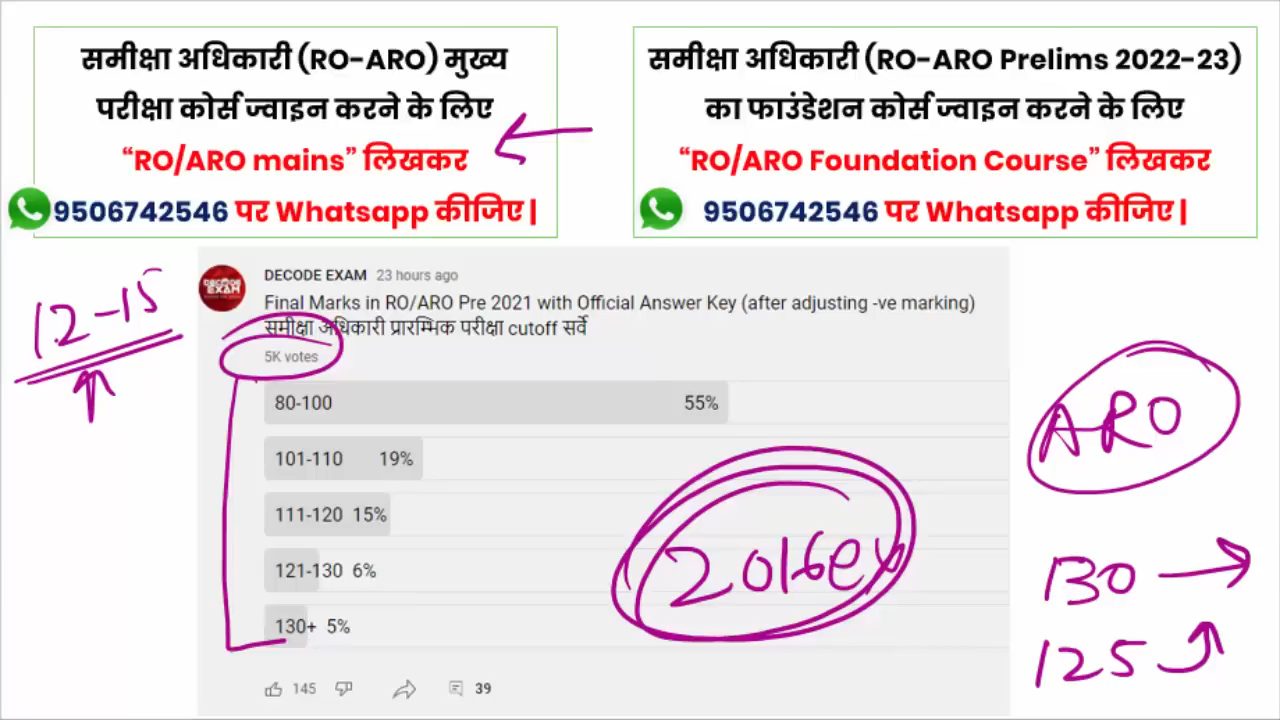 समीक्षा अधिकारी (RO-ARO) मुख्य
परीक्षा कोर्स ज्वाइन करने के लिए
“RO/ARO mains” लिखकर
9506742546 पर Whatsapp कीजिए |
समीक्षा अधिकारी (RO-ARO Prelims 2022-23)
का फाउंडेशन कोर्स ज्वाइन करने के लिए
“RO/ARO Foundation Course” लिखकर
9506742546 पर Whatsapp कीजिए |
12-15
DECODE EXAM
DECODE EXAM 23 hours ago
Final Marks in RO/ARO Pre 2021 with Official Answer Key (after adjusting -ve marking)
समीक्षा अधिकारी प्रारम्भिक परीक्षा cutoff सर्वे
5K votes
80-100 55%
101-110 19%
111-120 15%
121-130 6%
130+ 5%
145 39
ARO
130
125